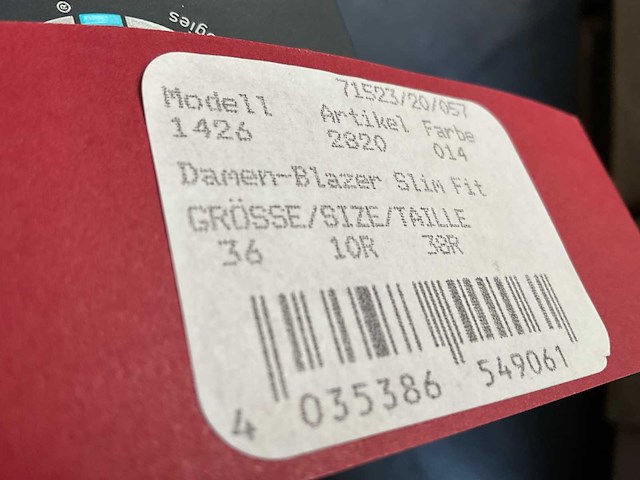 ® ogies
71523/20/057
Modell Artikel Farbe
1426 2820 014
Damen-Blazer Slim Fit
GRÖSSE/SIZE/TAILLE
36 10R 38R
4 035386 549061